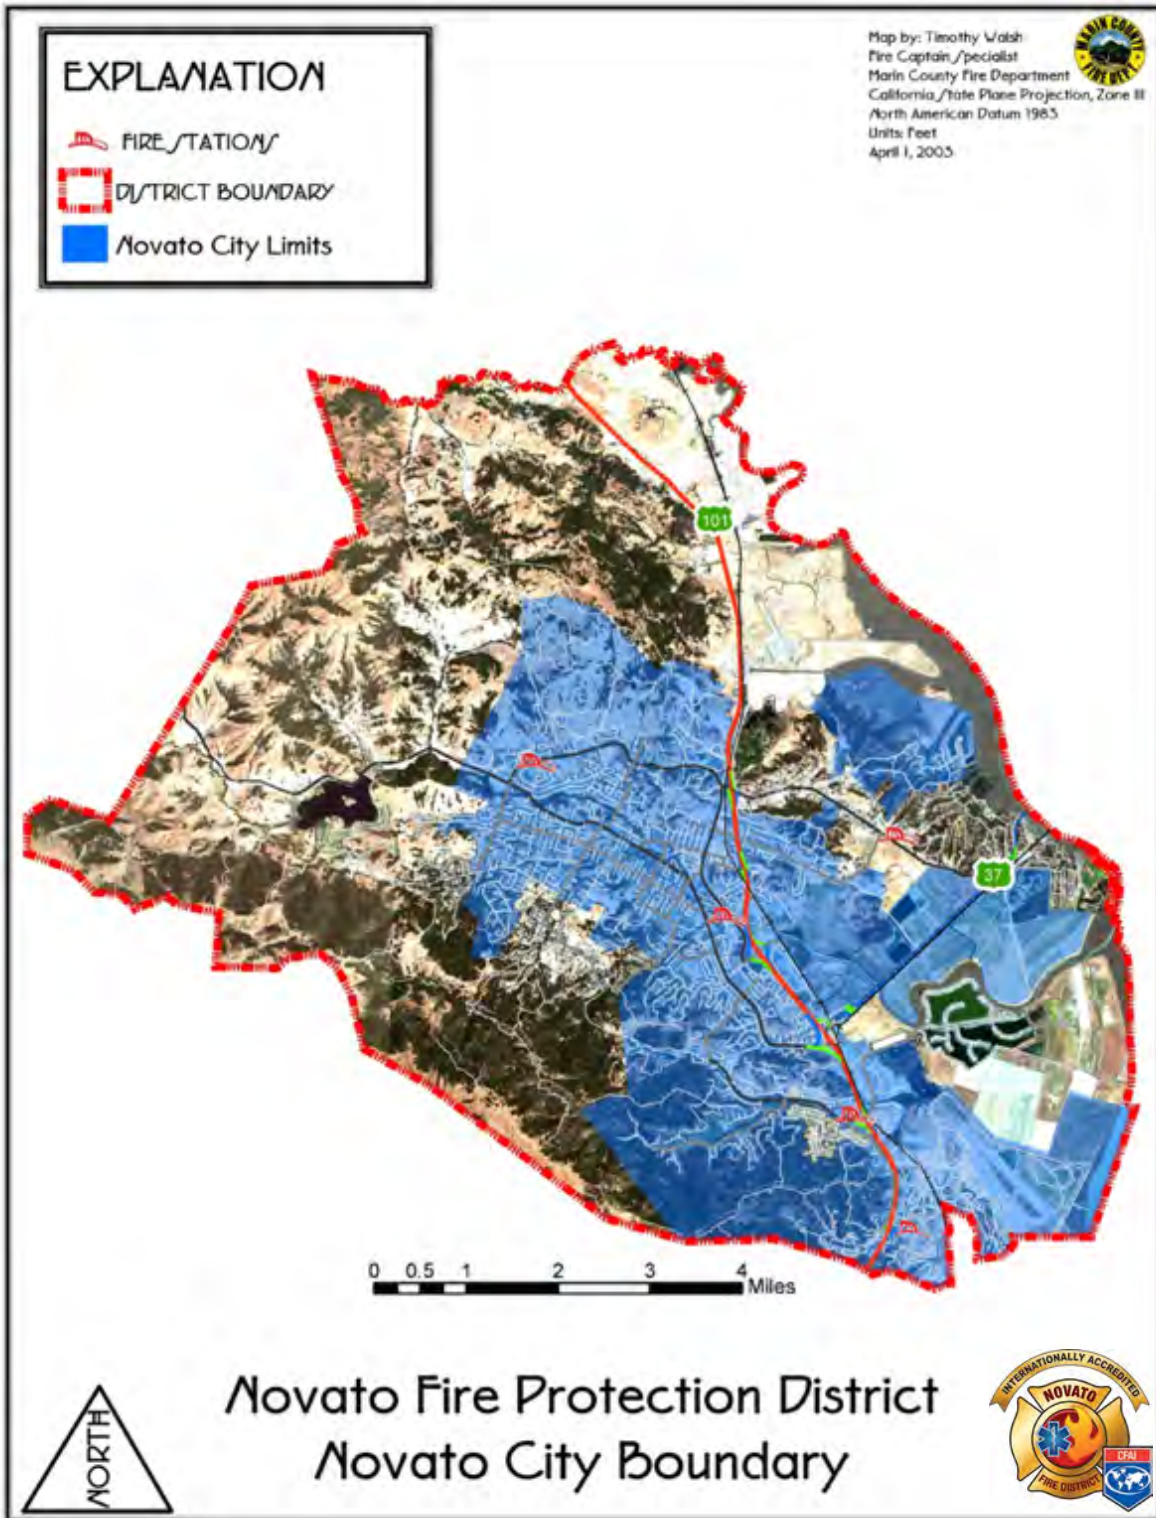 EXPLANATION
FIRE STATIONS
DISTRICT BOUNDARY
Novato City Limits
Map by: Timothy Walsh
Fire Captain Specialist
Marin County Fire Department
California State Plane Projection, Zone III
North American Datum 1983
Units: Feet
April 1, 2003
MARIN COUNTY
FIRE DEPT.
101
37
0 0.5 1 2 3 4
Miles
NORTH
Novato Fire Protection District
Novato City Boundary
INTERNATIONALLY ACCREDITED
NOVATO
FIRE DISTRICT
CFAI